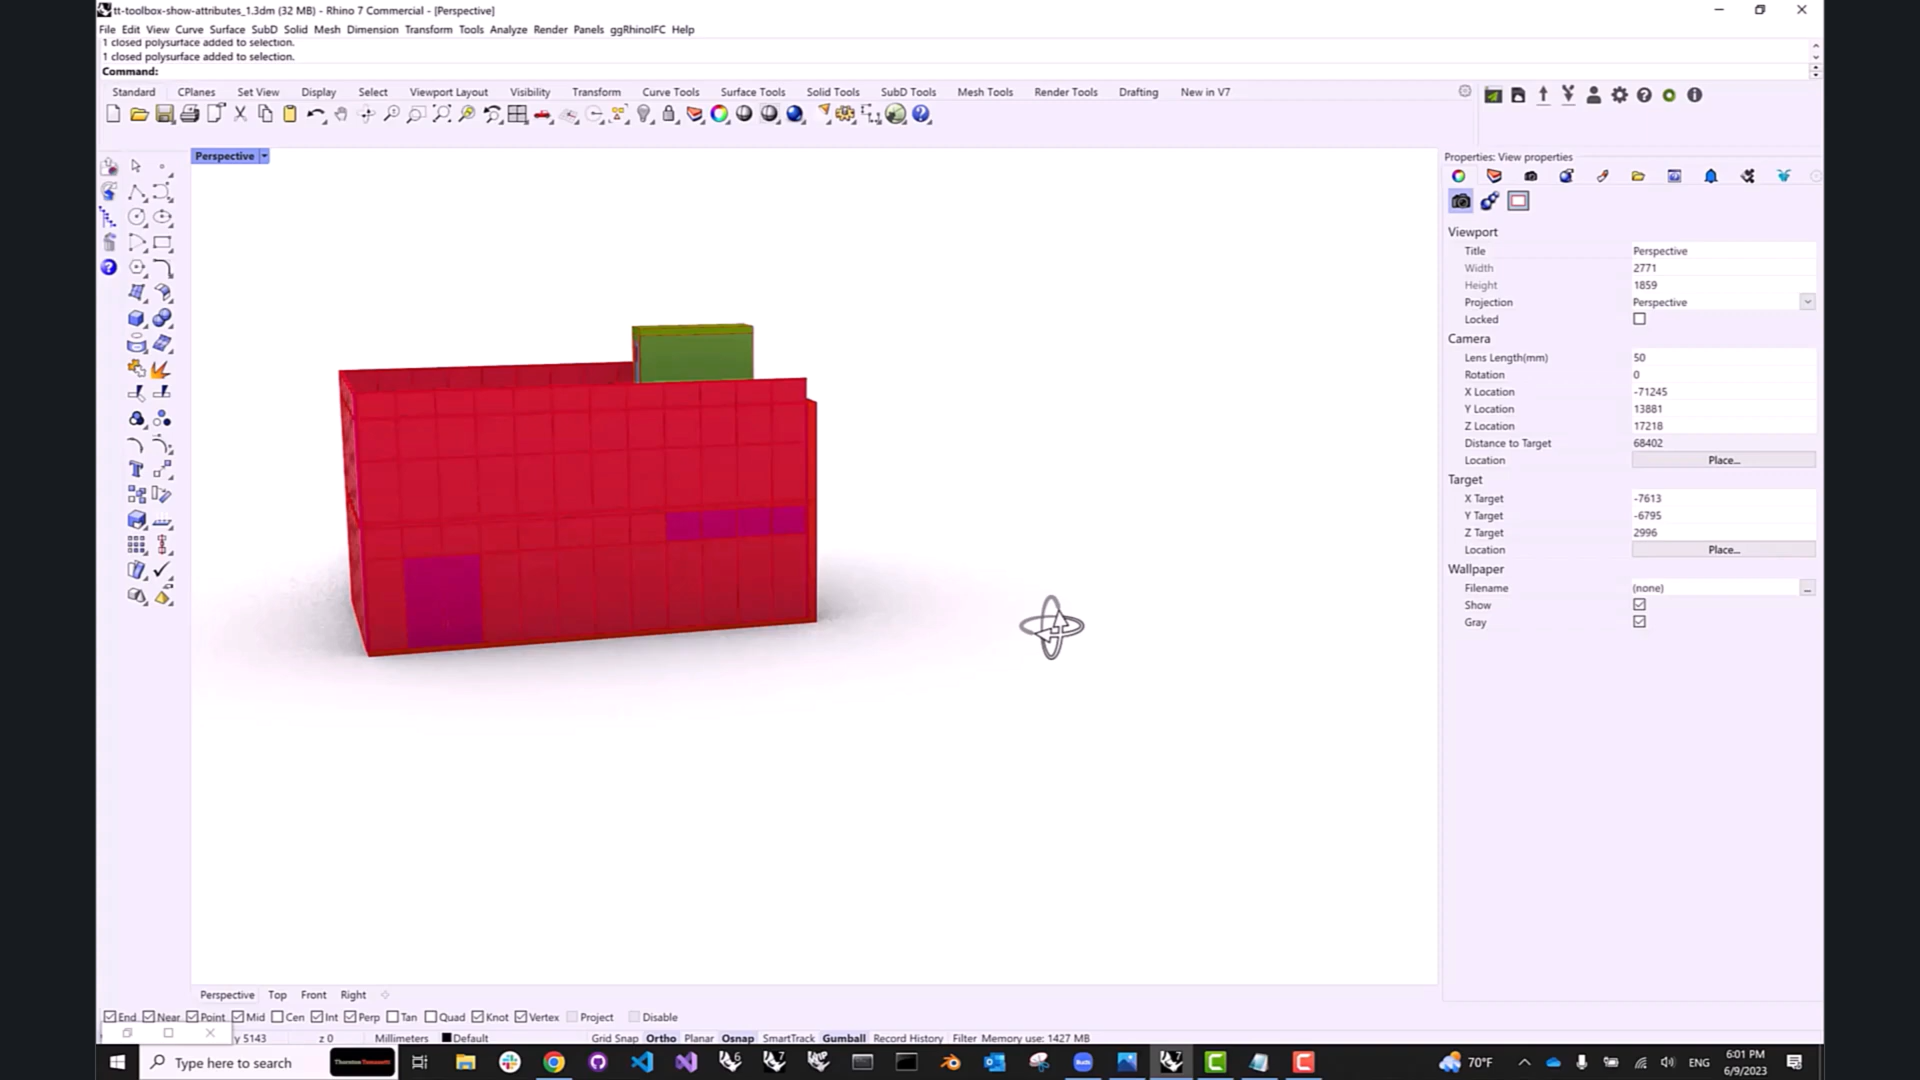 tt-toolbox-show-attributes_1.3dm (32 MB) - Rhino 7 Commercial - [Perspective]
File Edit View Curve Surface SubD Solid Mesh Dimension Transform Tools Analyze Render Panels ggRhinoIFC Help
1 closed polysurface added to selection.
1 closed polysurface added to selection.
Command:
Standard CPlanes Set View Display Select Viewport Layout Visibility Transform Curve Tools Surface Tools Solid Tools SubD Tools Mesh Tools Render Tools Drafting New in V7
Perspective
Properties: View properties
Viewport
Title Perspective
Width 2771
Height 1859
Projection Perspective
Locked
Camera
Lens Length(mm) 50
Rotation 0
X Location -71245
Y Location 13881
Z Location 17218
Distance to Target 68402
Location Place...
Target
X Target -7613
Y Target -6795
Z Target 2996
Location Place...
Wallpaper
Filename (none) ...
Show
Gray
Perspective Top Front Right
End Near Point Mid Cen Int Perp Tan Quad Knot Vertex Project Disable
y 5143 z 0 Millimeters Default Grid Snap Ortho Planar Osnap SmartTrack Gumball Record History Filter Memory use: 1427 MB
Type here to search Thornton Tomasetti 70°F ENG 6:01 PM
6/9/2023